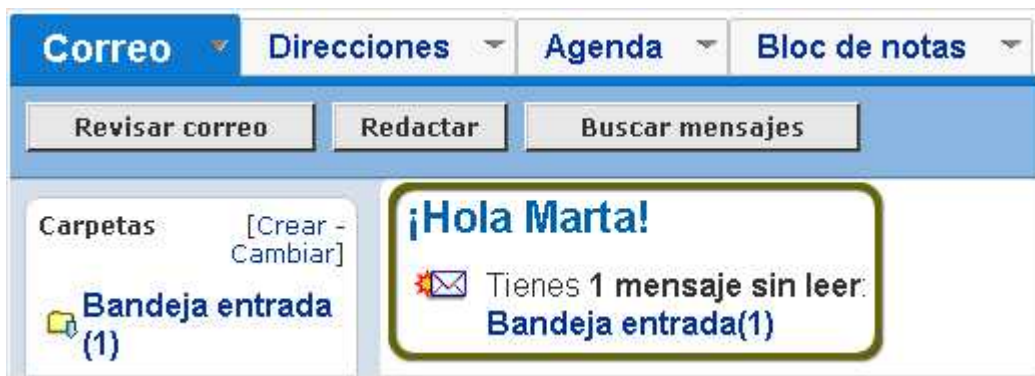 Correo Direcciones Agenda Bloc de notas
Revisar correo Redactar Buscar mensajes
Carpetas [Crear -
Cambiar]
Bandeja entrada
(1)
¡Hola Marta!
Tienes 1 mensaje sin leer:
Bandeja entrada(1)